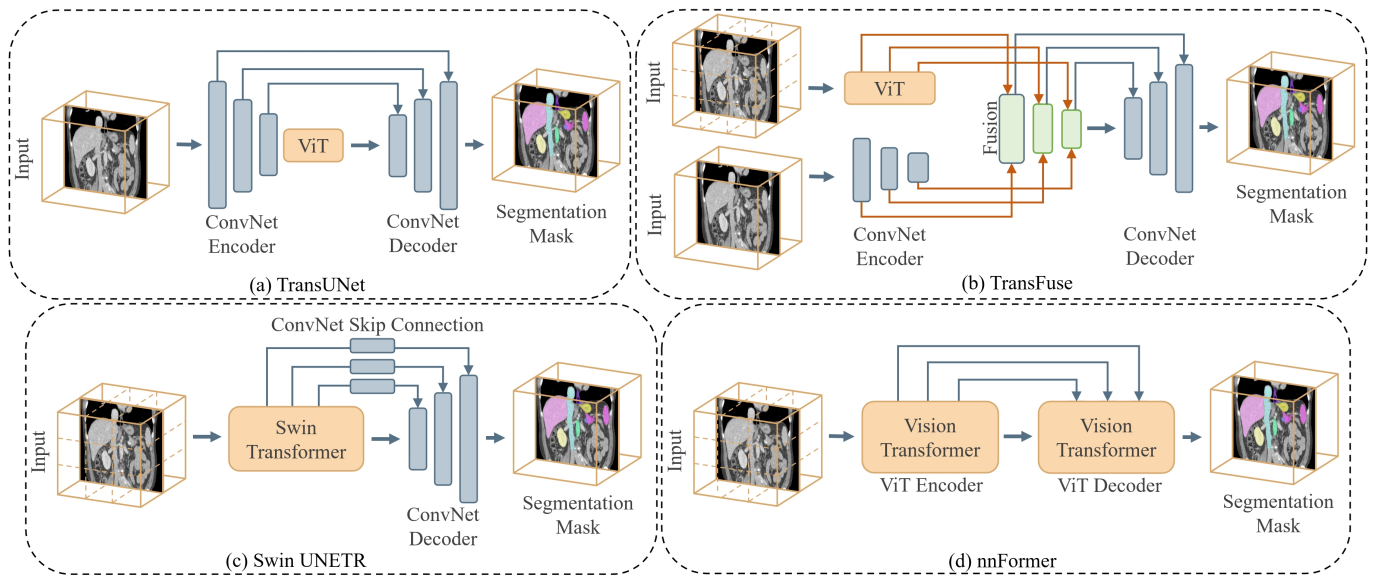 Input
ViT
ConvNet
Encoder
ConvNet
Decoder
Segmentation
Mask
(a) TransUNet
Input
ViT
Input
Fusion
ConvNet
Encoder
ConvNet
Decoder
Segmentation
Mask
(b) TransFuse
ConvNet Skip Connection
Input
Swin
Transformer
ConvNet
Decoder
Segmentation
Mask
(c) Swin UNETR
Input
Vision
Transformer
ViT Encoder
Vision
Transformer
ViT Decoder
Segmentation
Mask
(d) nnFormer